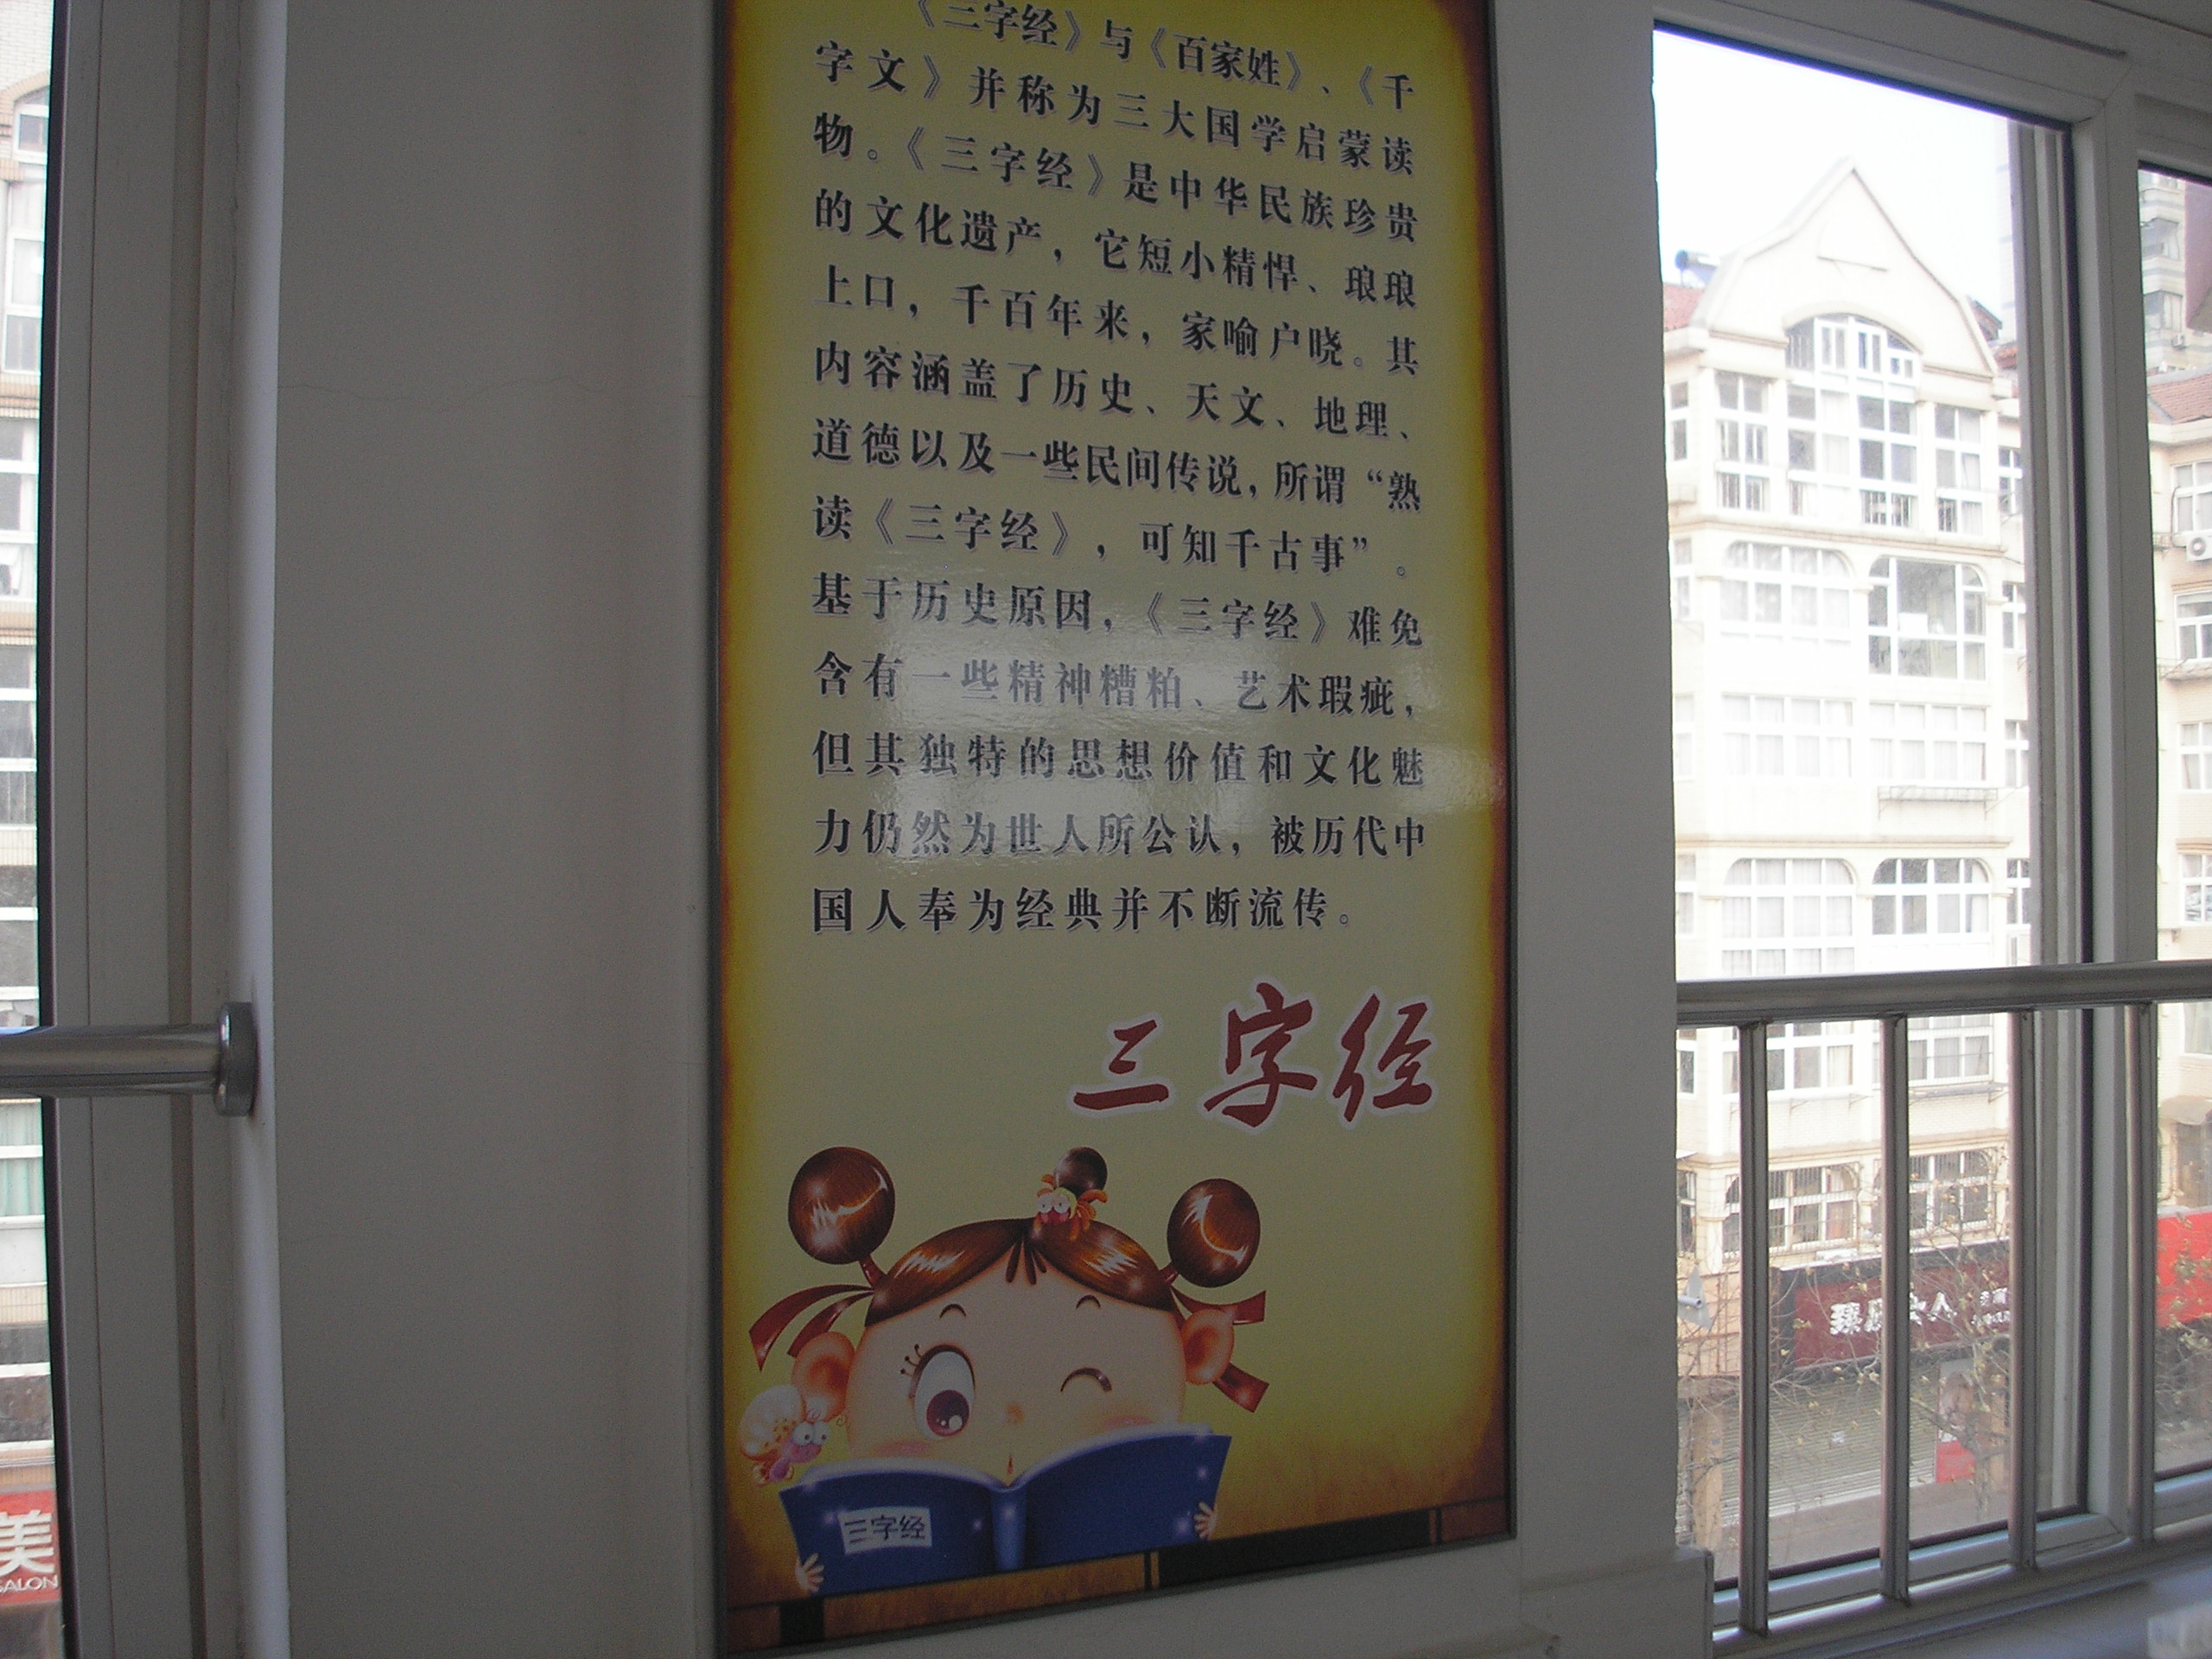 《三字经》与《百家姓》、《千
字文》并称为三大国学启蒙读
物。《三字经》是中华民族珍贵
的文化遗产，它短小精悍、琅琅
上口，千百年来，家喻户晓。其
内容涵盖了历史、天文、地理、
道德以及一些民间传说，所谓“熟
读《三字经》，可知千古事”。
基于历史原因，《三字经》难免
含有一些精神糟粕、艺术瑕疵，
但其独特的思想价值和文化魅
力仍然为世人所公认，被历代中
国人奉为经典并不断流传。
三字经
三字经
美
SALON